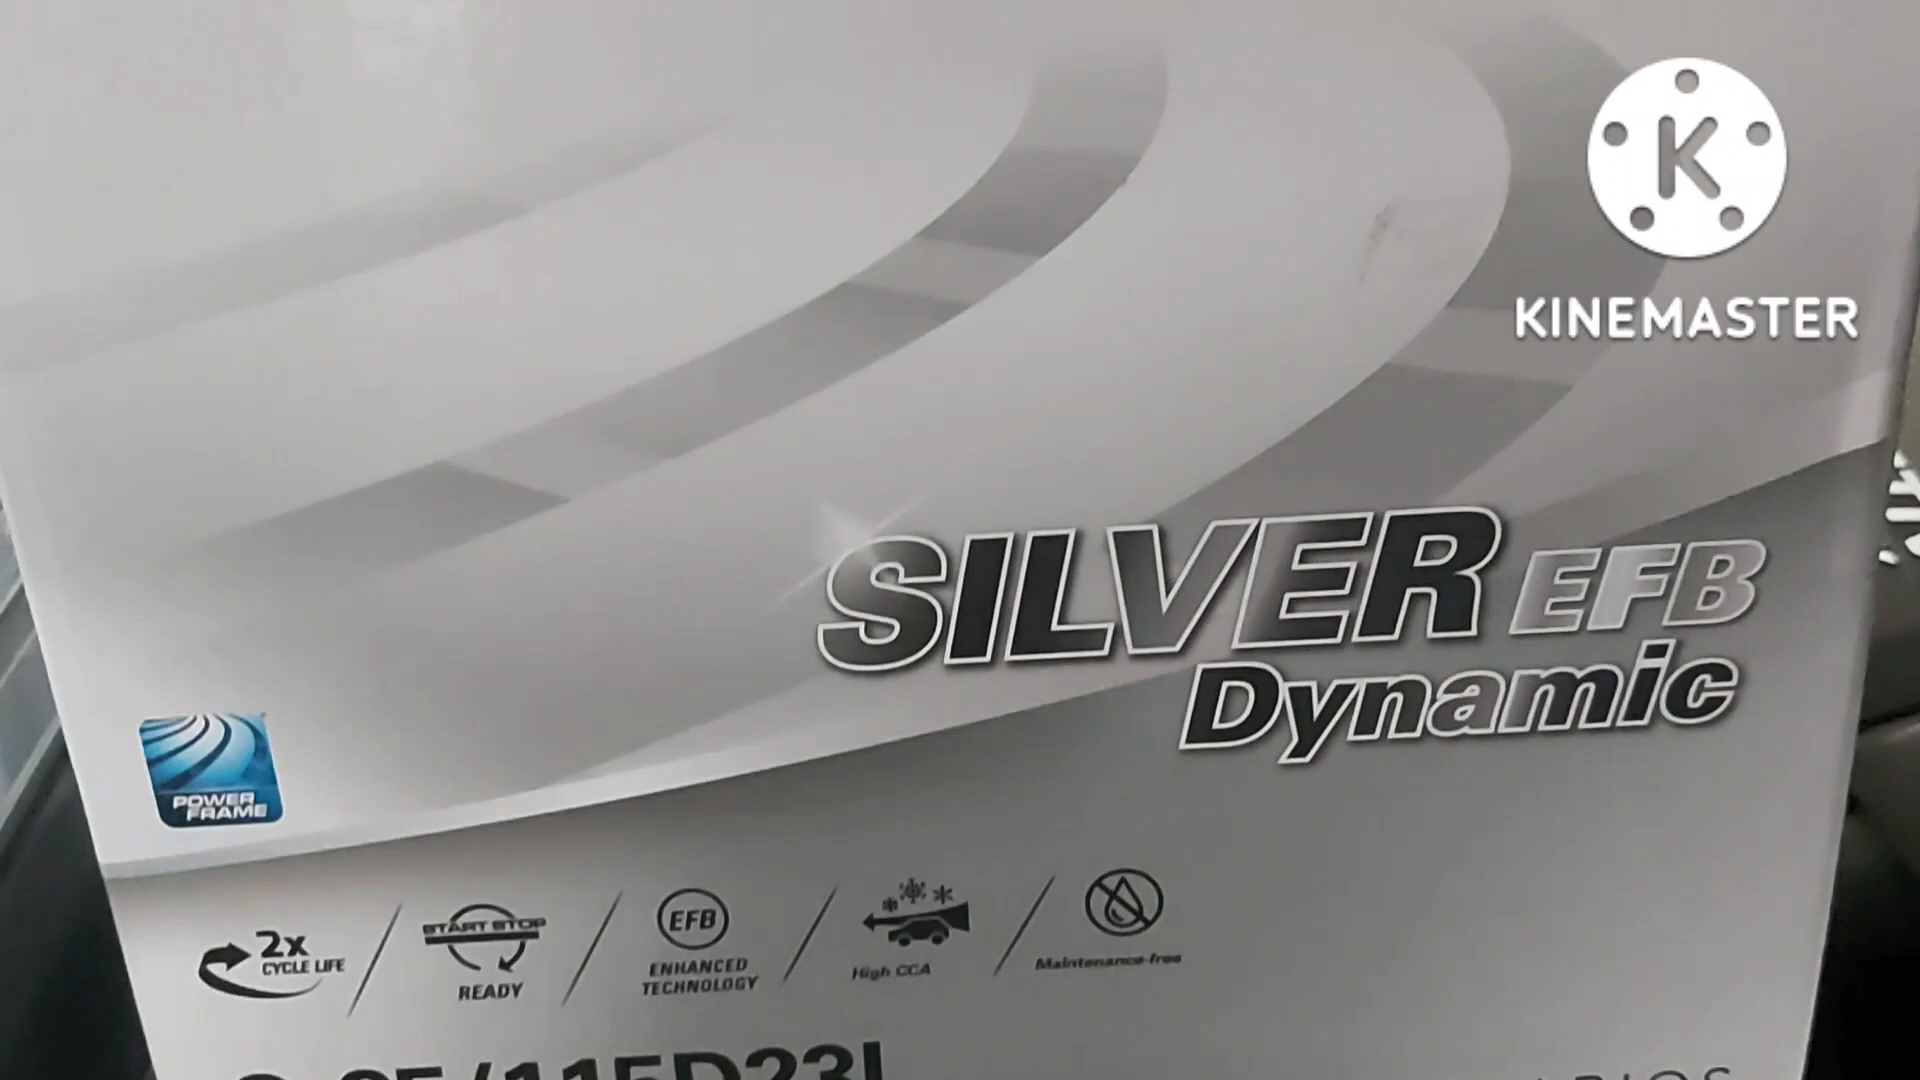 K
KINEMASTER
SILVER EFB
Dynamic
POWER
FRAME
2x
CYCLE LIFE
START STOP
READY
EFB
ENHANCED
TECHNOLOGY
High CCA
Maintenance-free